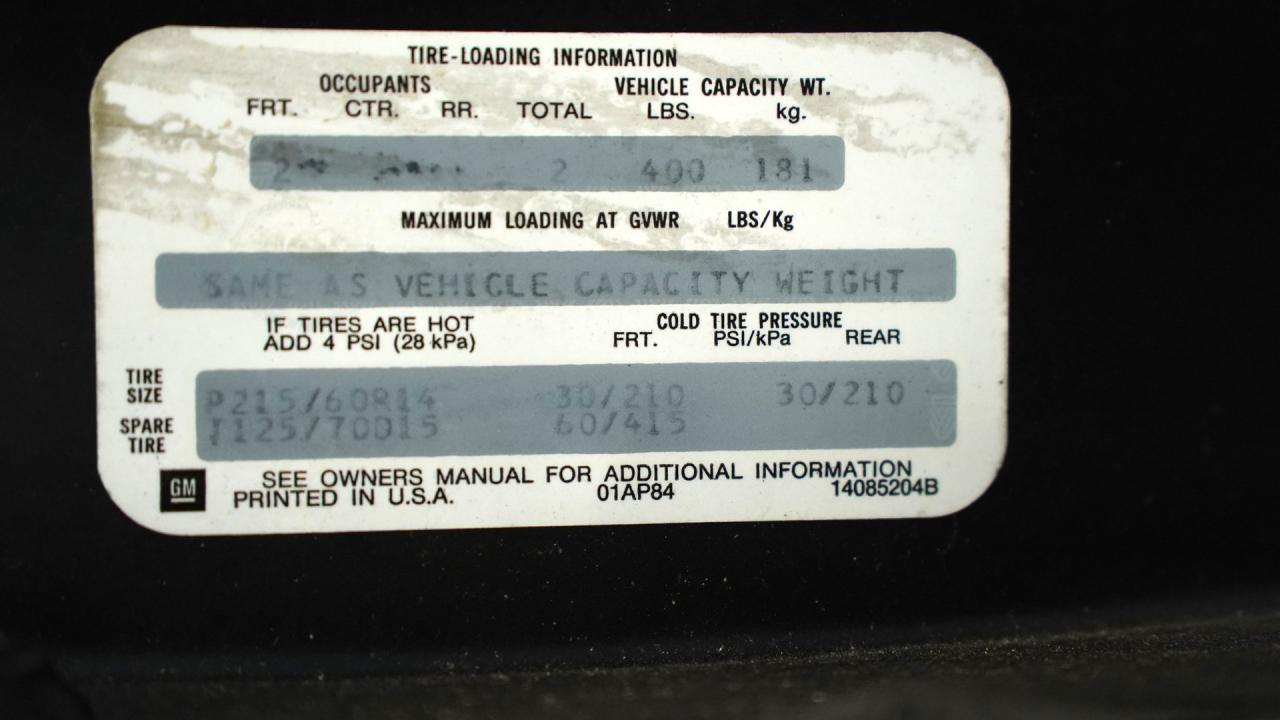 TIRE-LOADING INFORMATION
OCCUPANTS VEHICLE CAPACITY WT.
FRT. CTR. RR. TOTAL LBS. kg.
2 2 400 181
MAXIMUM LOADING AT GVWR LBS/Kg
SAME AS VEHICLE CAPACITY WEIGHT
IF TIRES ARE HOT COLD TIRE PRESSURE
ADD 4 PSI (28 kPa) FRT. PSI/kPa REAR
TIRE SIZE P215/60R14 30/210 30/210
SPARE TIRE T125/70D15 60/415
GM SEE OWNERS MANUAL FOR ADDITIONAL INFORMATION
PRINTED IN U.S.A. 01AP84 14085204B